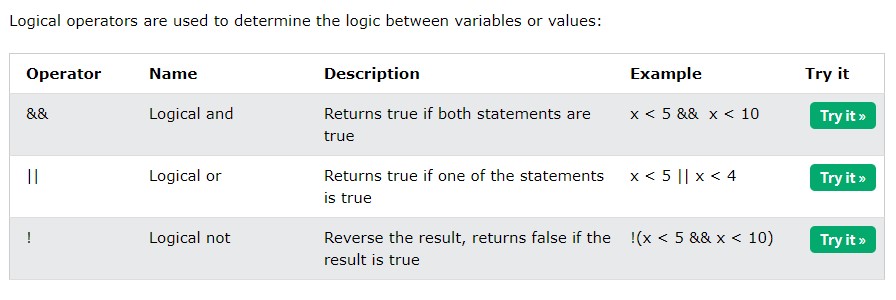 Logical operators are used to determine the logic between variables or values:
Operator Name Description Example Try it
&& Logical and Returns true if both statements are x < 5 &&  x < 10 Try it »
true
|| Logical or Returns true if one of the statements x < 5 || x < 4 Try it »
is true
! Logical not Reverse the result, returns false if the !(x < 5 && x < 10) Try it »
result is true